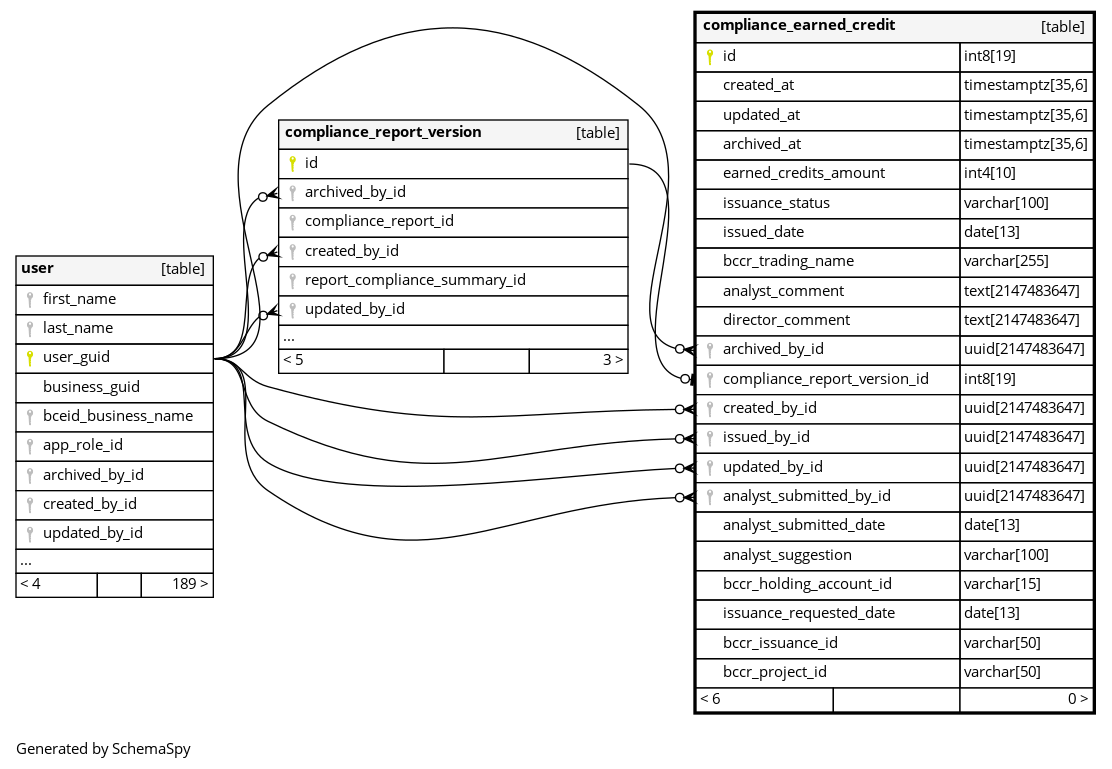 compliance_earned_credit [table]
id int8[19]
created_at timestamptz[35,6]
updated_at timestamptz[35,6]
archived_at timestamptz[35,6]
earned_credits_amount int4[10]
issuance_status varchar[100]
issued_date date[13]
bccr_trading_name varchar[255]
analyst_comment text[2147483647]
director_comment text[2147483647]
archived_by_id uuid[2147483647]
compliance_report_version_id int8[19]
created_by_id uuid[2147483647]
issued_by_id uuid[2147483647]
updated_by_id uuid[2147483647]
analyst_submitted_by_id uuid[2147483647]
analyst_submitted_date date[13]
analyst_suggestion varchar[100]
bccr_holding_account_id varchar[15]
issuance_requested_date date[13]
bccr_issuance_id varchar[50]
bccr_project_id varchar[50]
< 6 0 >
compliance_report_version [table]
id
archived_by_id
compliance_report_id
created_by_id
report_compliance_summary_id
updated_by_id
...
< 5 3 >
user [table]
first_name
last_name
user_guid
business_guid
bceid_business_name
app_role_id
archived_by_id
created_by_id
updated_by_id
...
< 4 189 >
Generated by SchemaSpy